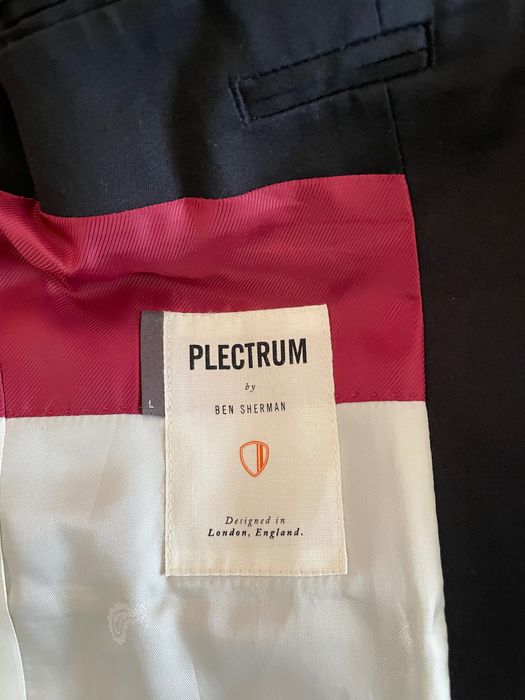 PLECTRUM
by
BEN SHERMAN
Designed in
London, England.
L